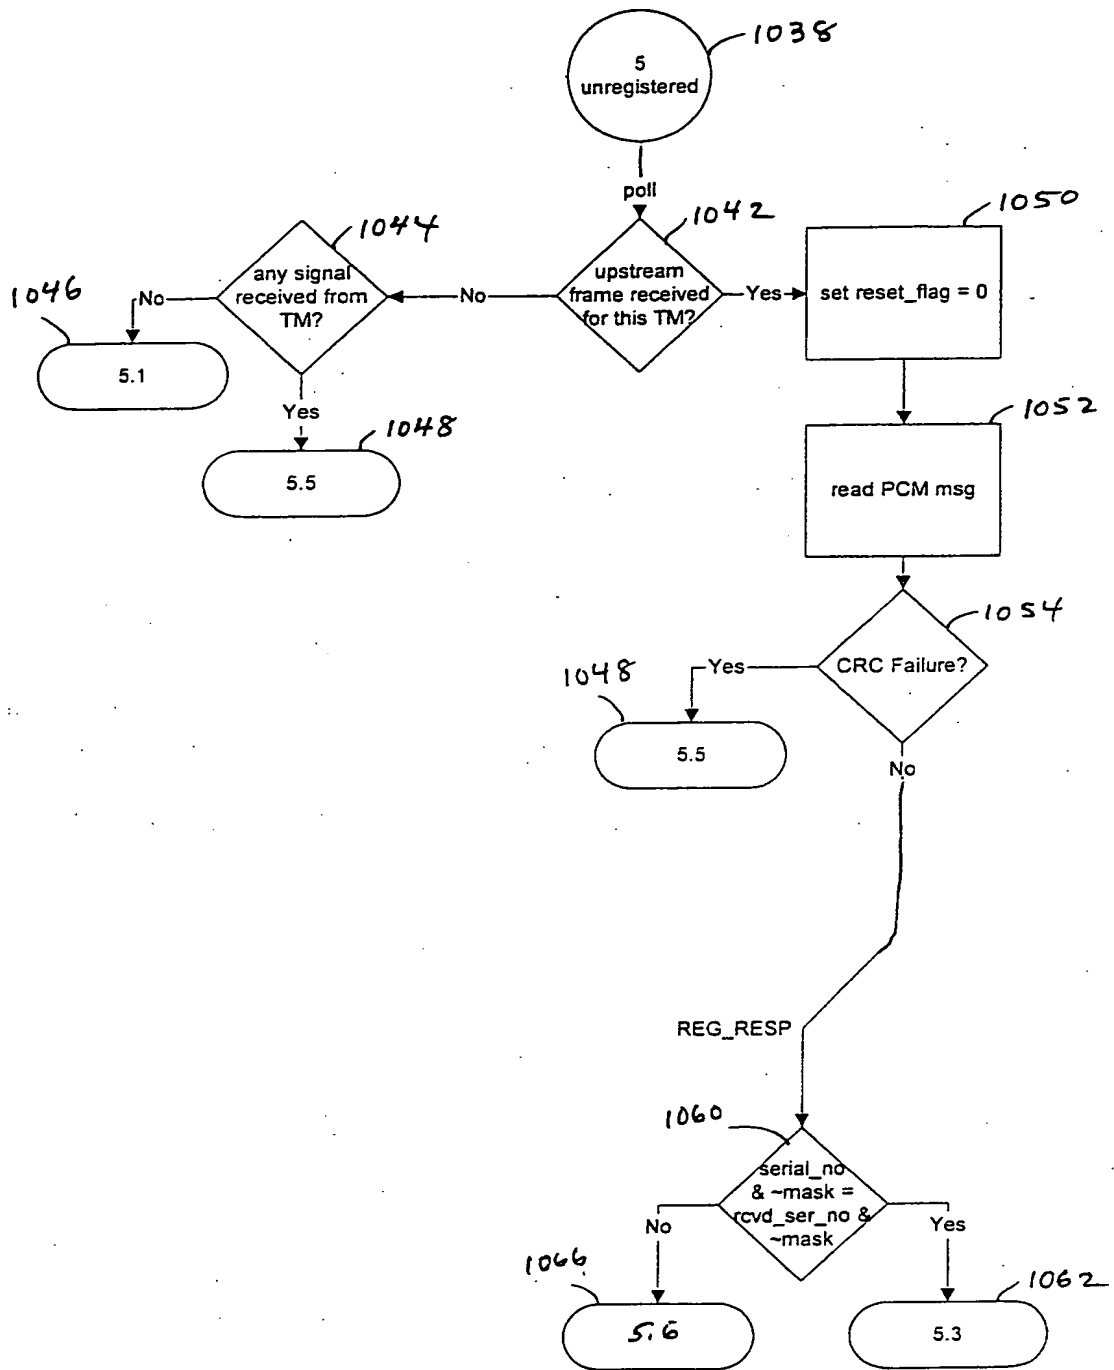 1038
5
unregistered
poll
1042
upstream
frame received
for this TM?
1044
any signal
received from
TM?
No
Yes
1050
set reset_flag = 0
1046
No
5.1
Yes
1048
5.5
1052
read PCM msg
1054
CRC Failure?
Yes
1048
5.5
No
REG_RESP
1060
serial_no
& ~mask =
rcvd_ser_no &
~mask
No
Yes
1066
5.6
1062
5.3